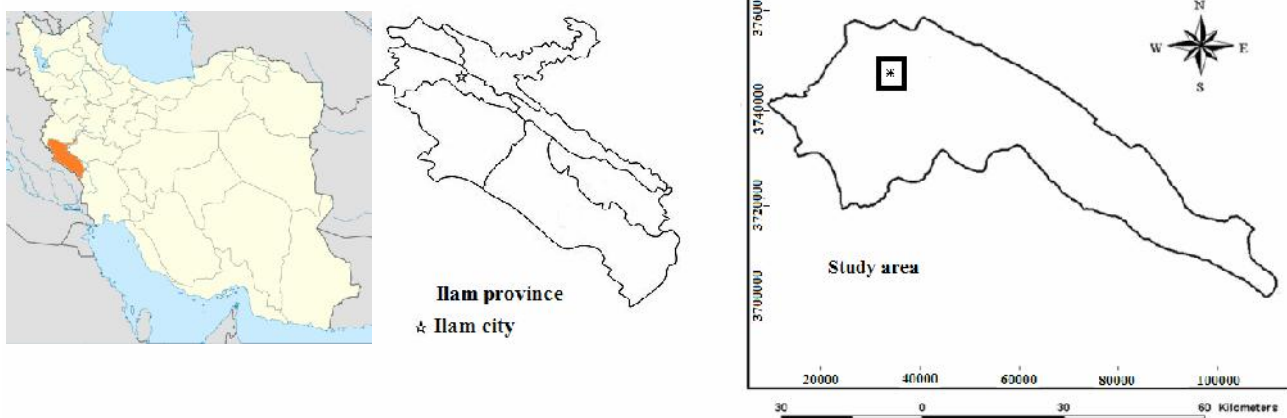 Ilam province
☆ Ilam city
N
W E
S
37600
3740000
3720000
3700000
Study area
20000 40000 60000 80000 100000
30 0 30 60 Kilometers